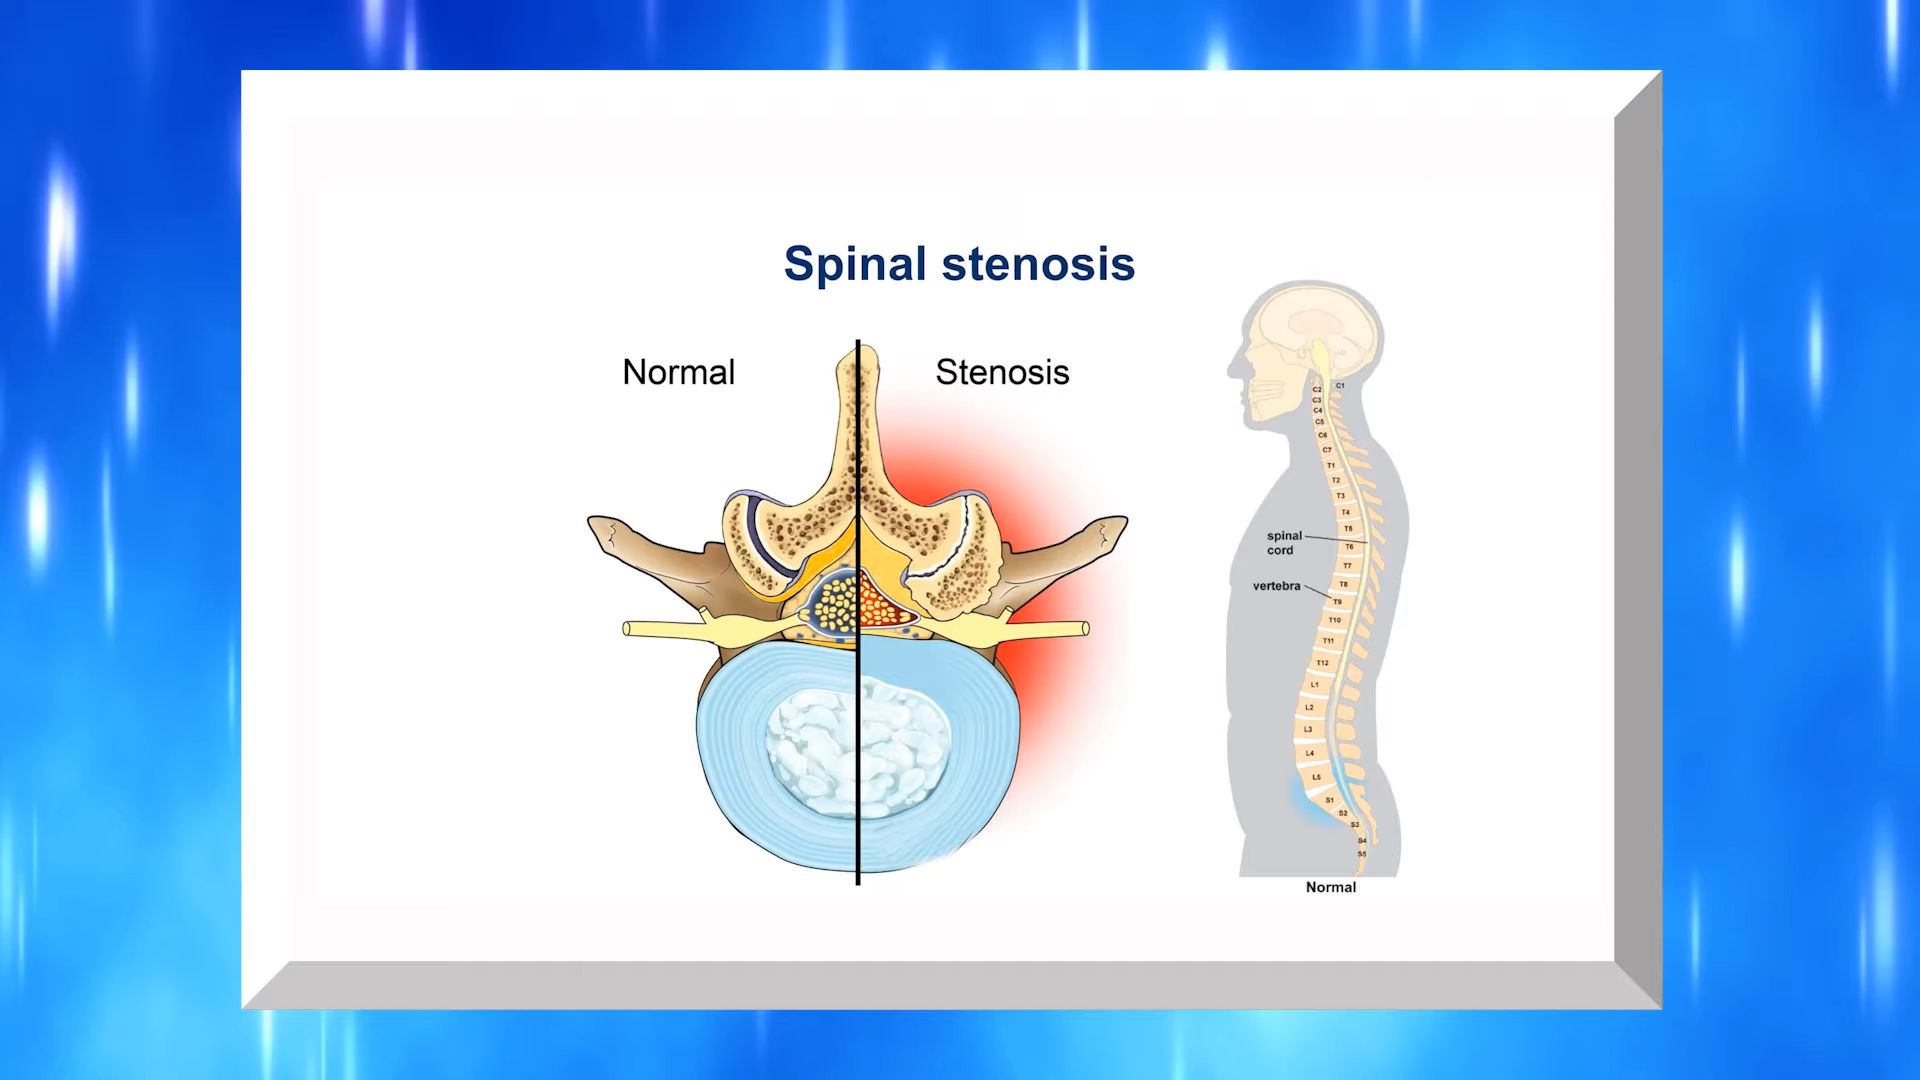 Spinal stenosis
Normal
Stenosis
C1
C2
C3
C4
C5
C6
C7
T1
T2
T3
T4
T5
spinal
cord
T6
T7
vertebra
T8
T9
T10
T11
T12
L1
L2
L3
L4
L5
S1
S2
S3
S4
S5
Normal